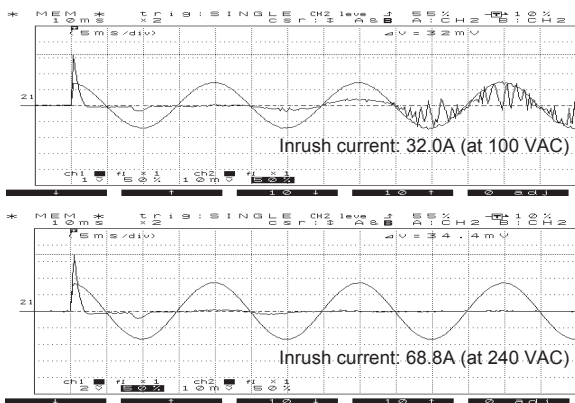 * MEM * trig:SINGLE CH2 leve 55% 10%
10ms ×2 csr:$ A&B A:CH2 B:CH2
(5ms/div) ⊿V=32mV
21
Inrush current: 32.0A (at 100 VAC)
ch1 fI ×1 ch2 fI ×1
1V 50% 10mV 50%
↓ ↑ 10 ↓ 10 ↑ 0 adj
* MEM * trig:SINGLE CH2 leve 55% 10%
10ms ×2 csr:$ A&B A:CH2 B:CH2
(5ms/div) ⊿V=34.4mV
21
Inrush current: 68.8A (at 240 VAC)
ch1 fI ×1 ch2 fI ×1
2V 50% 10mV 50%
↓ ↑ 10 ↓ 10 ↑ 0 adj